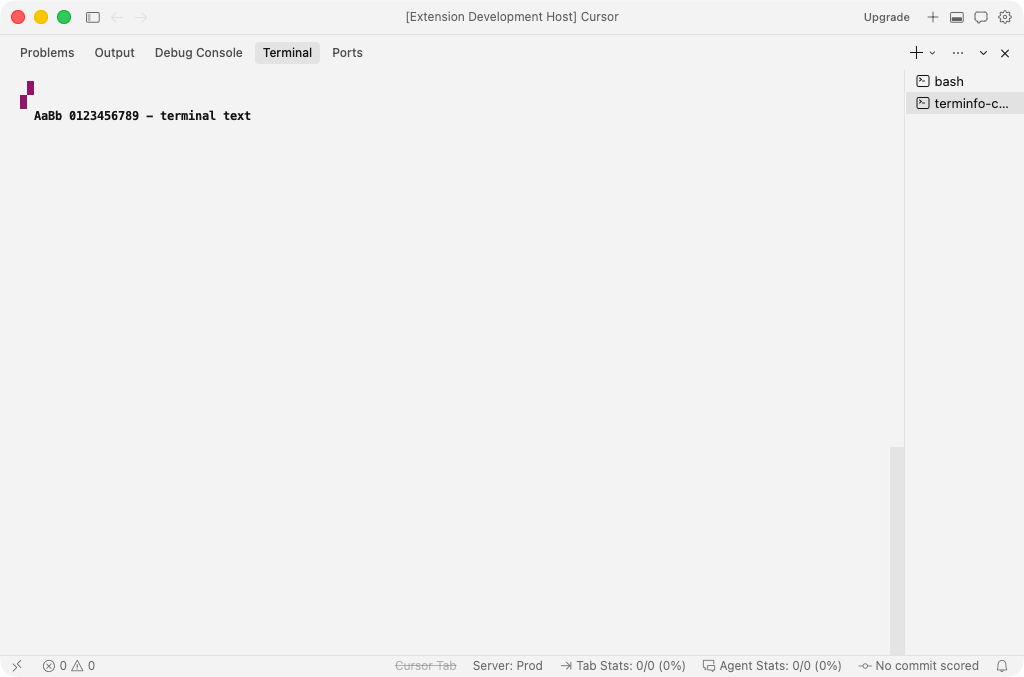 [Extension Development Host] Cursor
Upgrade
Problems Output Debug Console Terminal Ports
bash
terminfo-c...
AaBb 0123456789 – terminal text
0 0 Cursor Tab Server: Prod Tab Stats: 0/0 (0%) Agent Stats: 0/0 (0%) No commit scored